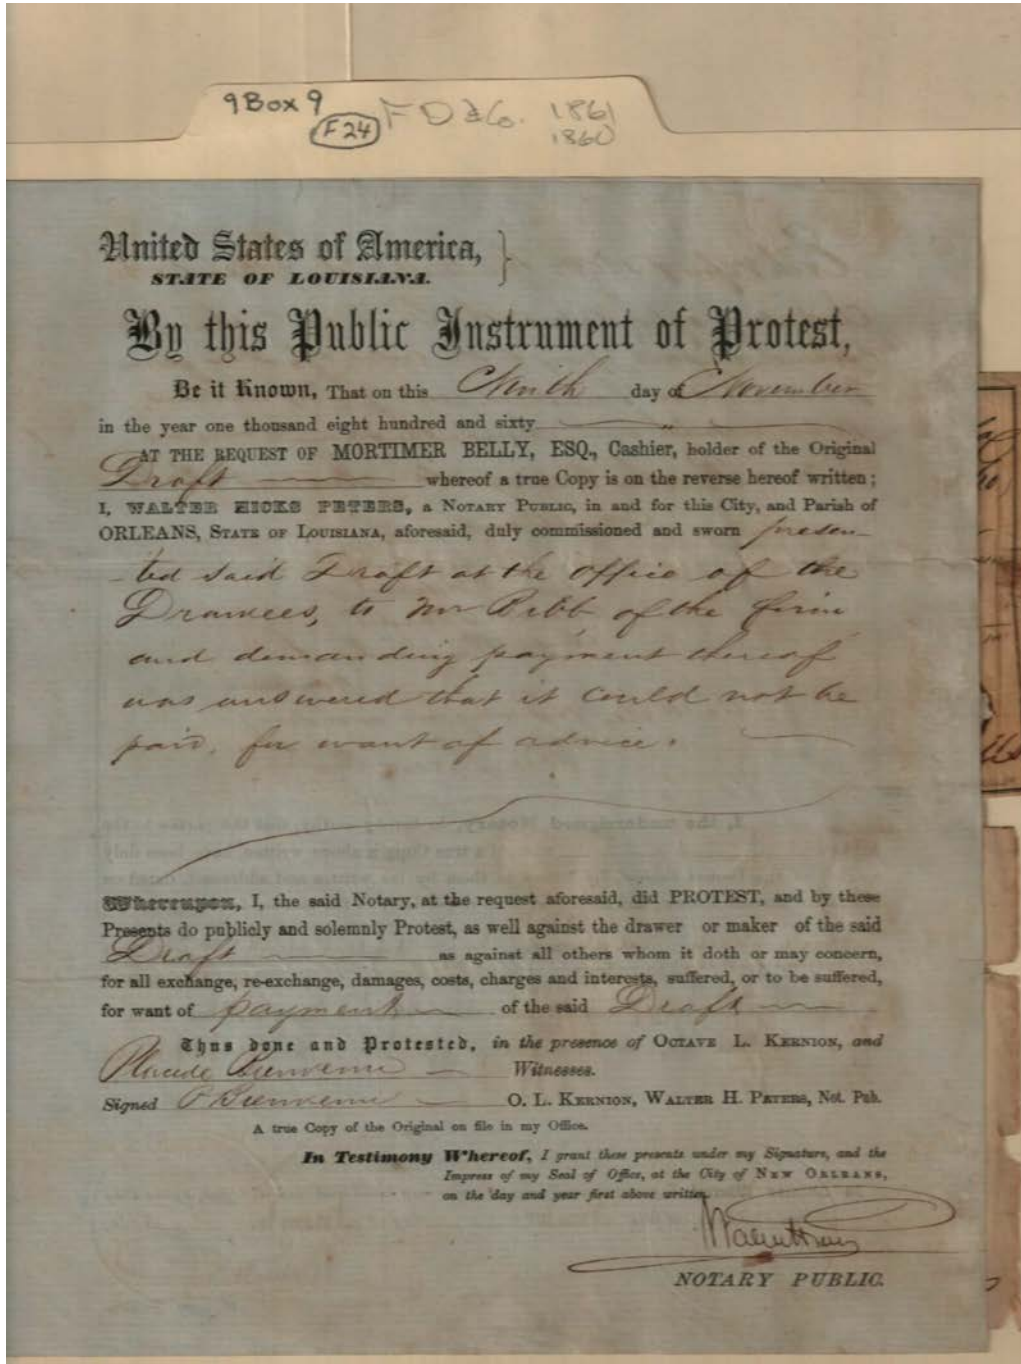 9 Box 9
F 24 F D & Co. 1861
1860
United States of America,
STATE OF LOUISIANA.
By this Public Instrument of Protest,
Be it Known, That on this Ninth day of November
in the year one thousand eight hundred and sixty
AT THE REQUEST OF MORTIMER BELLY, ESQ., Cashier, holder of the Original
Draft whereof a true Copy is on the reverse hereof written;
I, WALTER HICKS PETERS, A NOTARY PUBLIC, in and for this City, and Parish of
ORLEANS, STATE OF LOUISIANA, aforesaid, duly commissioned and sworn presen-
-ted said Draft at the office of the
Drawees, to Mr Bibb of the firm
and demanding payment thereof
was answered that it could not be
paid, for want of advice.
Whereupon, I, the said Notary, at the request aforesaid, did PROTEST, and by these
Presents do publicly and solemnly Protest, as well against the drawer or maker of the said
Draft as against all others whom it doth or may concern,
for all exchange, re-exchange, damages, costs, charges and interests, suffered, or to be suffered,
for want of payment of the said Draft
Thus done and Protested, in the presence of OCTAVE L. KERNION, and
Placide Bienvenu Witnesses.
Signed P Bienvenu O. L. KERNION, WALTER H. PETERS, Not. Pub.
A true Copy of the Original on file in my Office.
In Testimony Whereof, I grant these presents under my Signature, and the
Impress of my Seal of Office, at the City of NEW ORLEANS,
on the day and year first above written.
NOTARY PUBLIC.